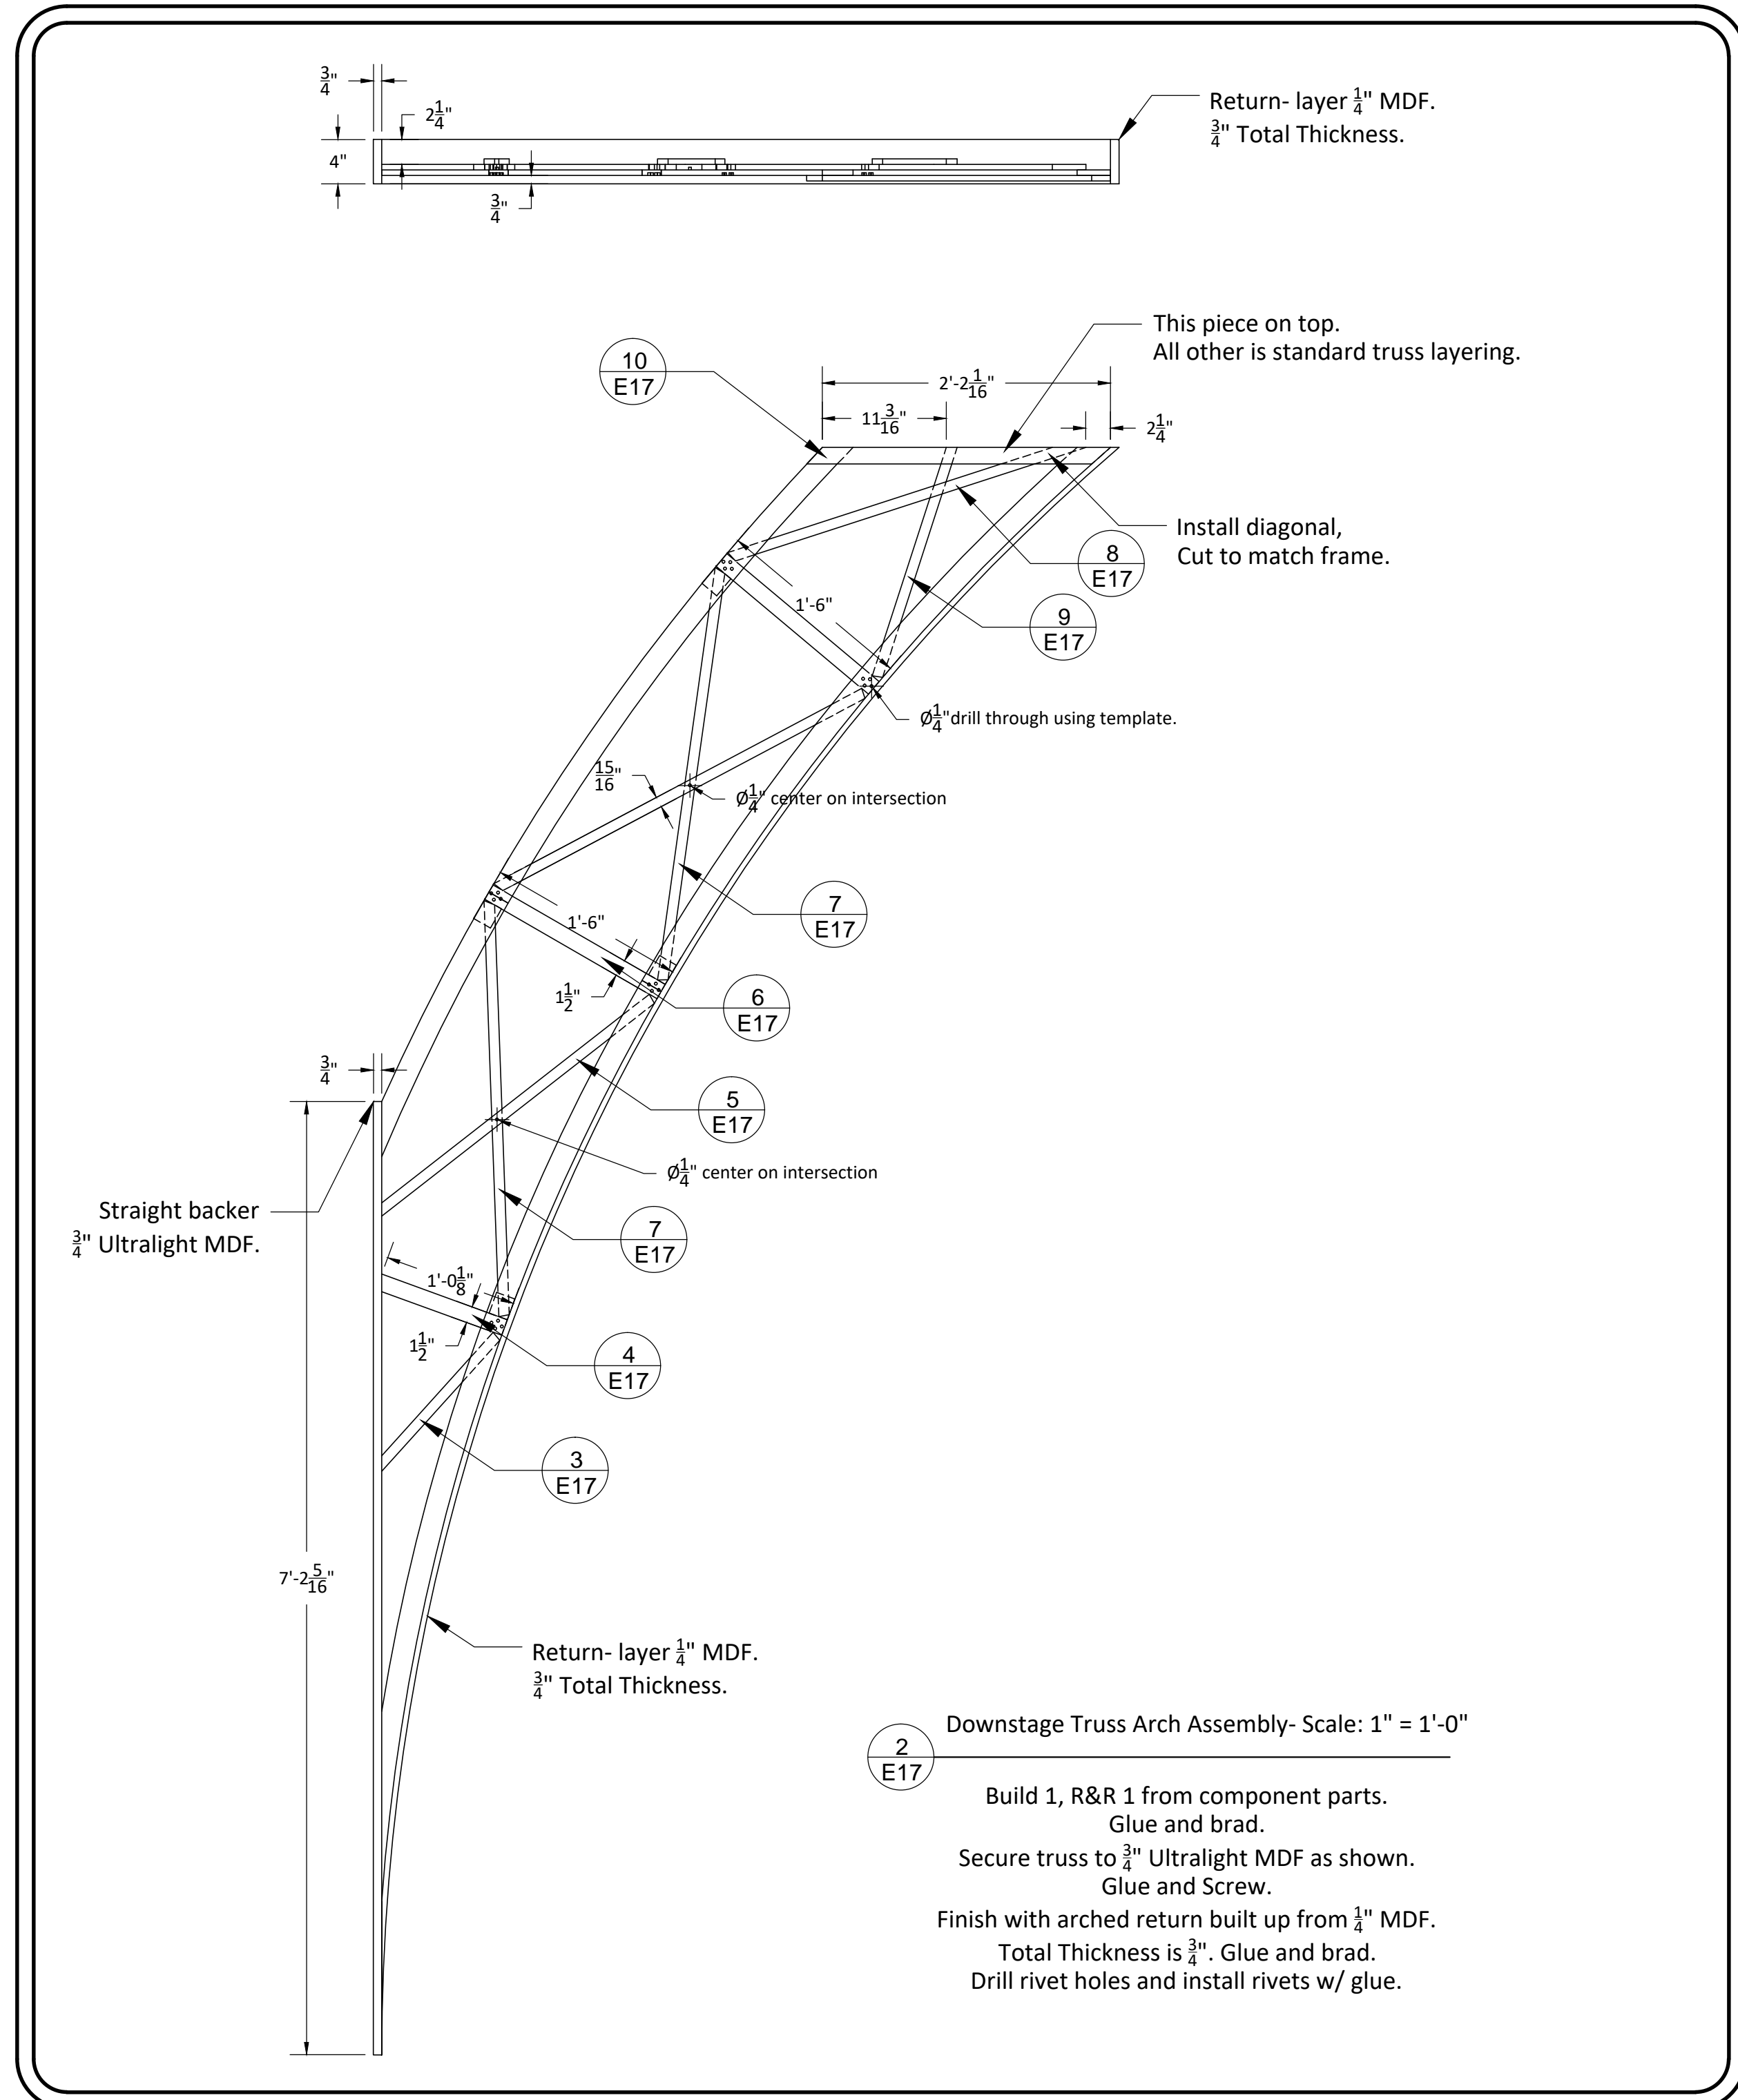 3/4"
2 1/4"
4"
3/4"
Return- layer 1/4" MDF.
3/4" Total Thickness.
This piece on top.
All other is standard truss layering.
10
E17
2'-2 1/16"
11 3/16"
2 1/4"
Install diagonal,
Cut to match frame.
8
E17
1'-6"
9
E17
Ø1/4"drill through using template.
15/16"
Ø1/4" center on intersection
7
E17
1'-6"
1 1/2"
6
E17
3/4"
5
E17
Ø1/4" center on intersection
Straight backer
3/4" Ultralight MDF.
7
E17
1'-0 1/8"
1 1/2"
4
E17
3
E17
7'-2 5/16"
Return- layer 1/4" MDF.
3/4" Total Thickness.
2
E17
Downstage Truss Arch Assembly- Scale: 1" = 1'-0"
Build 1, R&R 1 from component parts.
Glue and brad.
Secure truss to 3/4" Ultralight MDF as shown.
Glue and Screw.
Finish with arched return built up from 1/4" MDF.
Total Thickness is 3/4". Glue and brad.
Drill rivet holes and install rivets w/ glue.